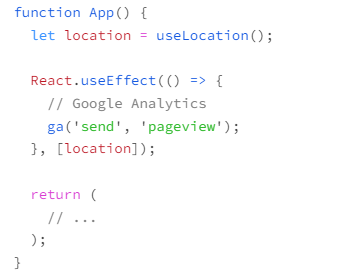 function App() {
  let location = useLocation();

  React.useEffect(() => {
    // Google Analytics
    ga('send', 'pageview');
  }, [location]);

  return (
    // ...
  );
}